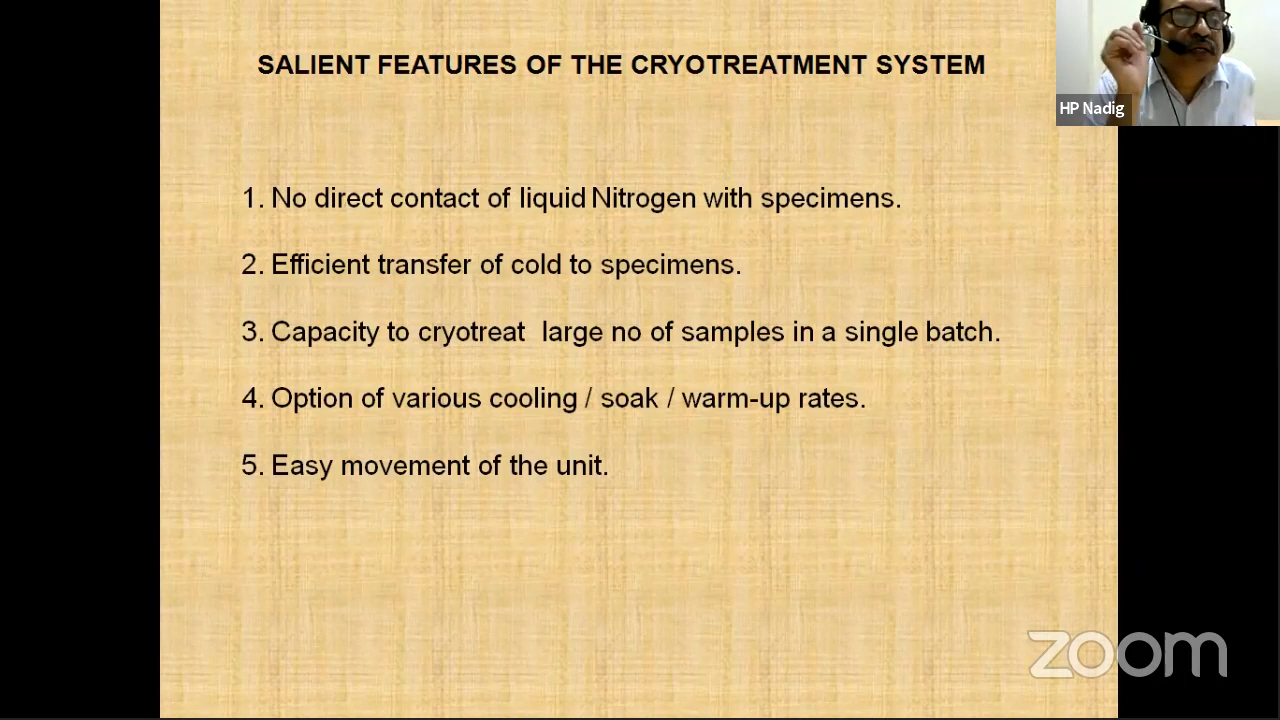 SALIENT FEATURES OF THE CRYOTREATMENT SYSTEM
HP Nadig
1. No direct contact of liquid Nitrogen with specimens.
2. Efficient transfer of cold to specimens.
3. Capacity to cryotreat  large no of samples in a single batch.
4. Option of various cooling / soak / warm-up rates.
5. Easy movement of the unit.
zoom